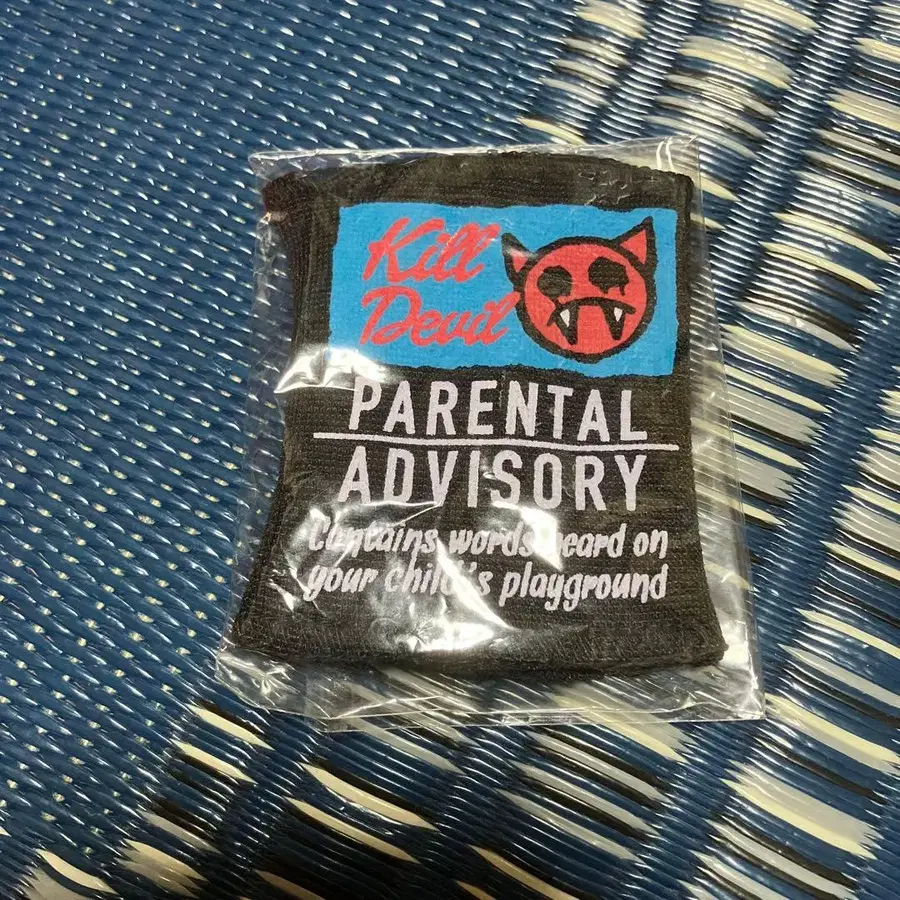 Kill
Devil
PARENTAL
ADVISORY
Contains words heard on
your child's playground